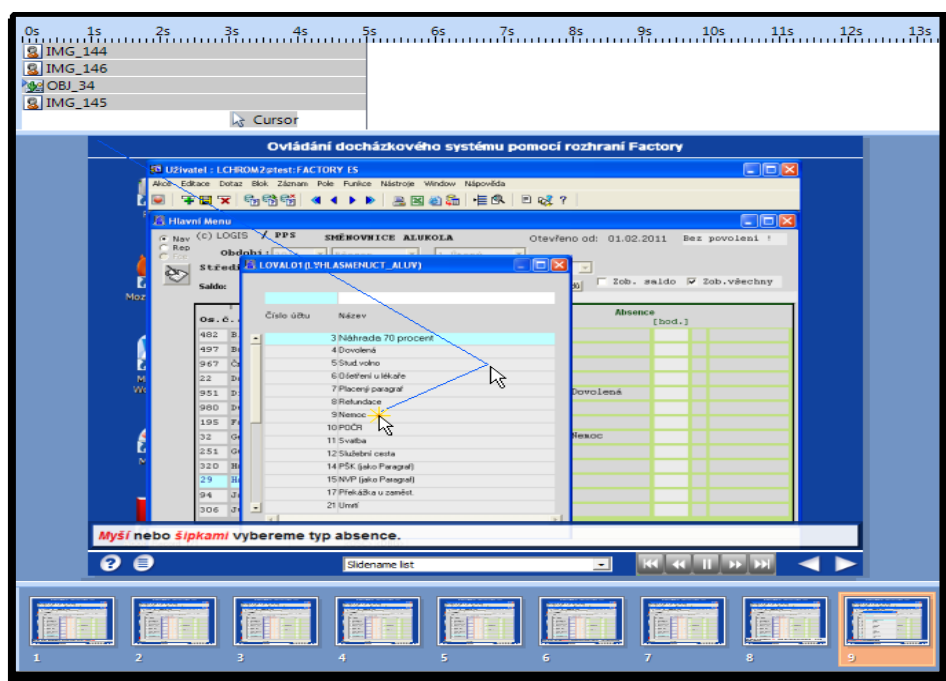 0s 1s 2s 3s 4s 5s 6s 7s 8s 9s 10s 11s 12s 13s
IMG_144
IMG_146
OBJ_34
IMG_145
Cursor
Ovládání docházkového systému pomocí rozhraní Factory
Uživatel : LCHROM2@test:FACTORY ES
Akce Editace Dotaz Blok Záznam Pole Funkce Nástroje Window Nápověda
Hlavní Menu
Nav (c) LOGIS / PPS SMĚNOVNICE ALUKOLA Otevřeno od: 01.02.2011 Bez povolení !
Rep
Období:
Středi
LOVAL01(LVHLASMENUCT_ALUV)
Saldo: Zob. saldo Zob.všechny
Číslo účtu Název
Absence
[hod.]
Os.č.
482 B
497
967
22
951
980
195
32
251
320
29
94
306
3 Náhrada 70 procent
4 Dovolená
5 Stud.volno
6 Ošetření u lékaře
7 Placený paragraf
8 Refundace
9 Nemoc
10 PDČR
11 Svatba
12 Služební cesta
14 PŠK (jako Paragraf)
15 NVP (jako Paragraf)
17 Překážka u zaměst.
21 Úmrtí
Dovolená
Nemoc
Myší nebo šipkami vybereme typ absence.
Slidename list
1 2 3 4 5 6 7 8 9